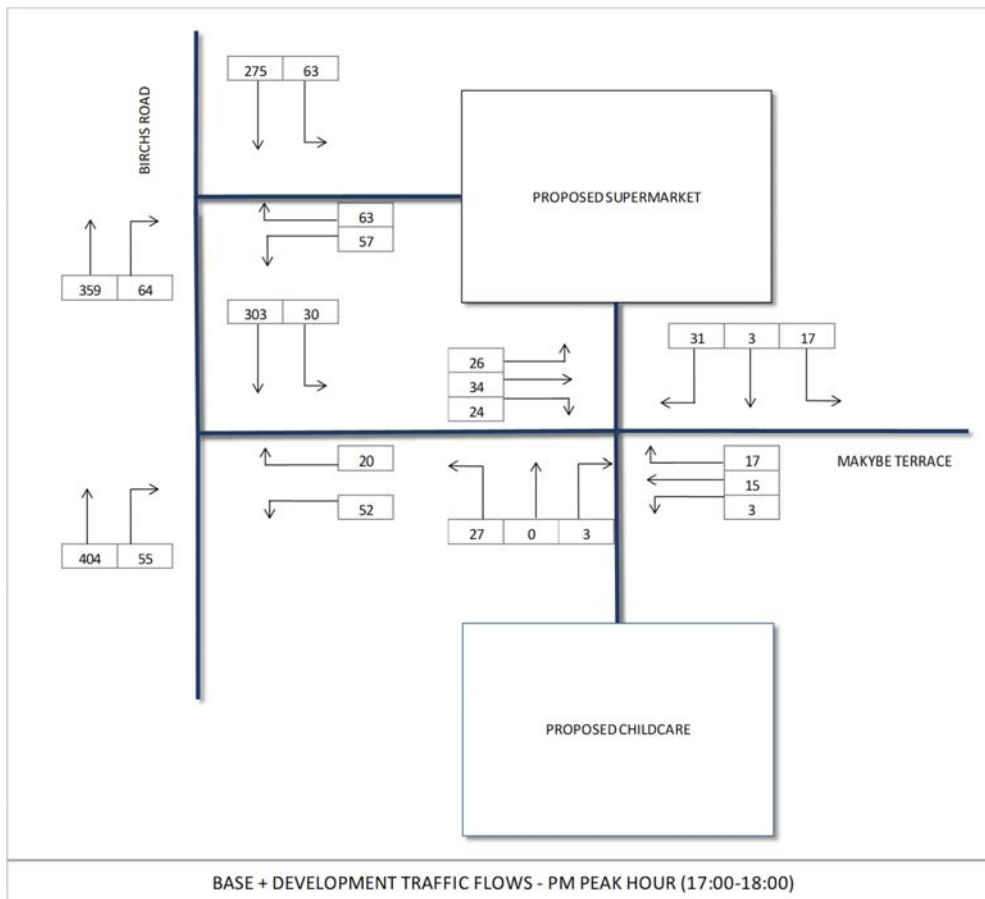 275 63
BIRCHS ROAD
PROPOSED SUPERMARKET
63
57
359 64
303 30
26
34
24
31 3 17
20
52
MAKYBE TERRACE
17
15
3
27 0 3
404 55
PROPOSED CHILDCARE
BASE + DEVELOPMENT TRAFFIC FLOWS - PM PEAK HOUR (17:00-18:00)